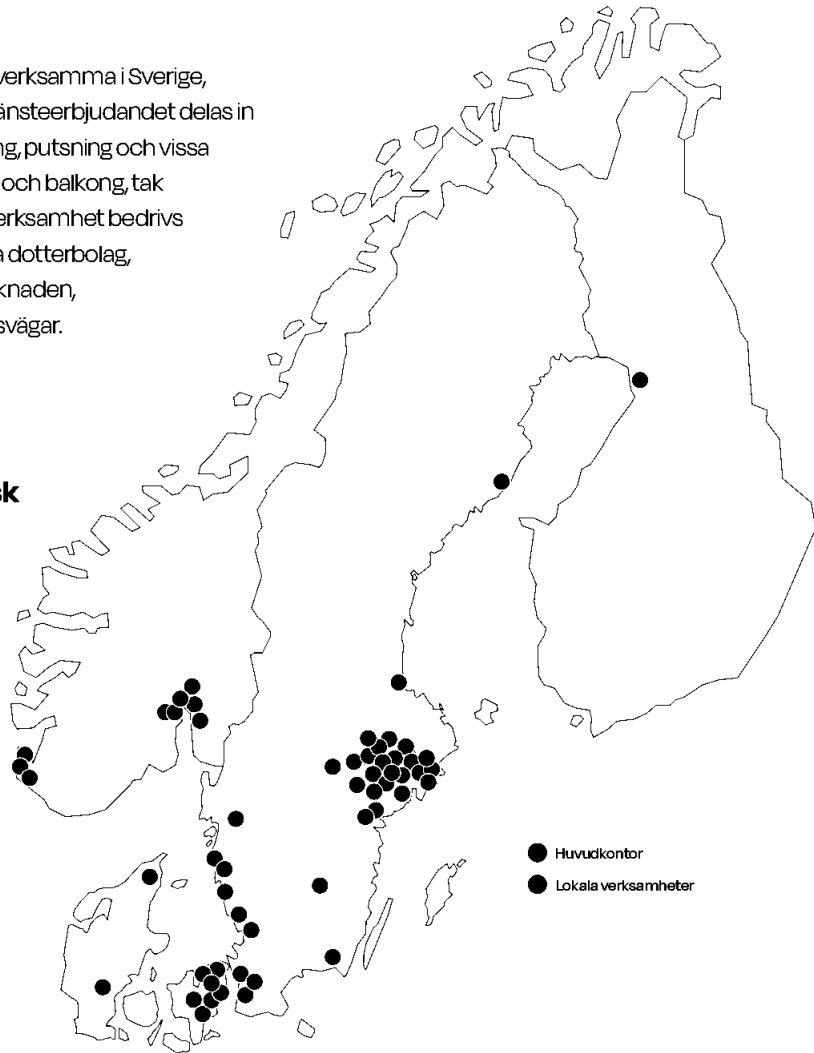 verksamma i Sverige,
änsteerbjudandet delas in
ng, putsning och vissa
och balkong, tak
erksamhet bedrivs
a dotterbolag,
knaden,
svägar.
sk
Huvudkontor
Lokala verksamheter